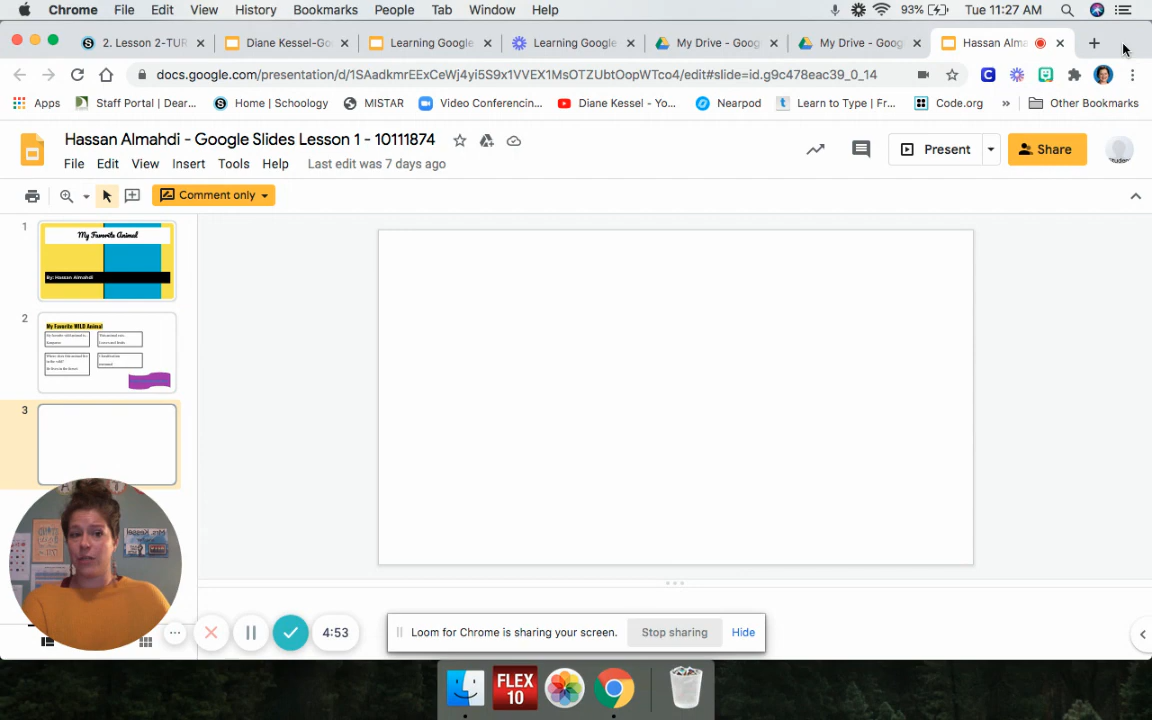 Chrome File Edit View History Bookmarks People Tab Window Help 93% Tue 11:27 AM
2. Lesson 2-TUR Diane Kessel-Go Learning Google Learning Google My Drive - Goog My Drive - Goog Hassan Alma
docs.google.com/presentation/d/1SAadkmrEExCeWj4yi5S9x1VVEX1MsOTZUbtOopWTco4/edit#slide=id.g9c478eac39_0_14
Apps Staff Portal | Dear... Home | Schoology MISTAR Video Conferencin... Diane Kessel - Yo... Nearpod Learn to Type | Fr... Code.org » Other Bookmarks
Hassan Almahdi - Google Slides Lesson 1 - 10111874
File Edit View Insert Tools Help Last edit was 7 days ago
Present Share
Comment only
1
My Favorite Animal
By: Hassan Almahdi
2
My Favorite WILD Animal
3
4:53
Loom for Chrome is sharing your screen. Stop sharing Hide
FLEX
10